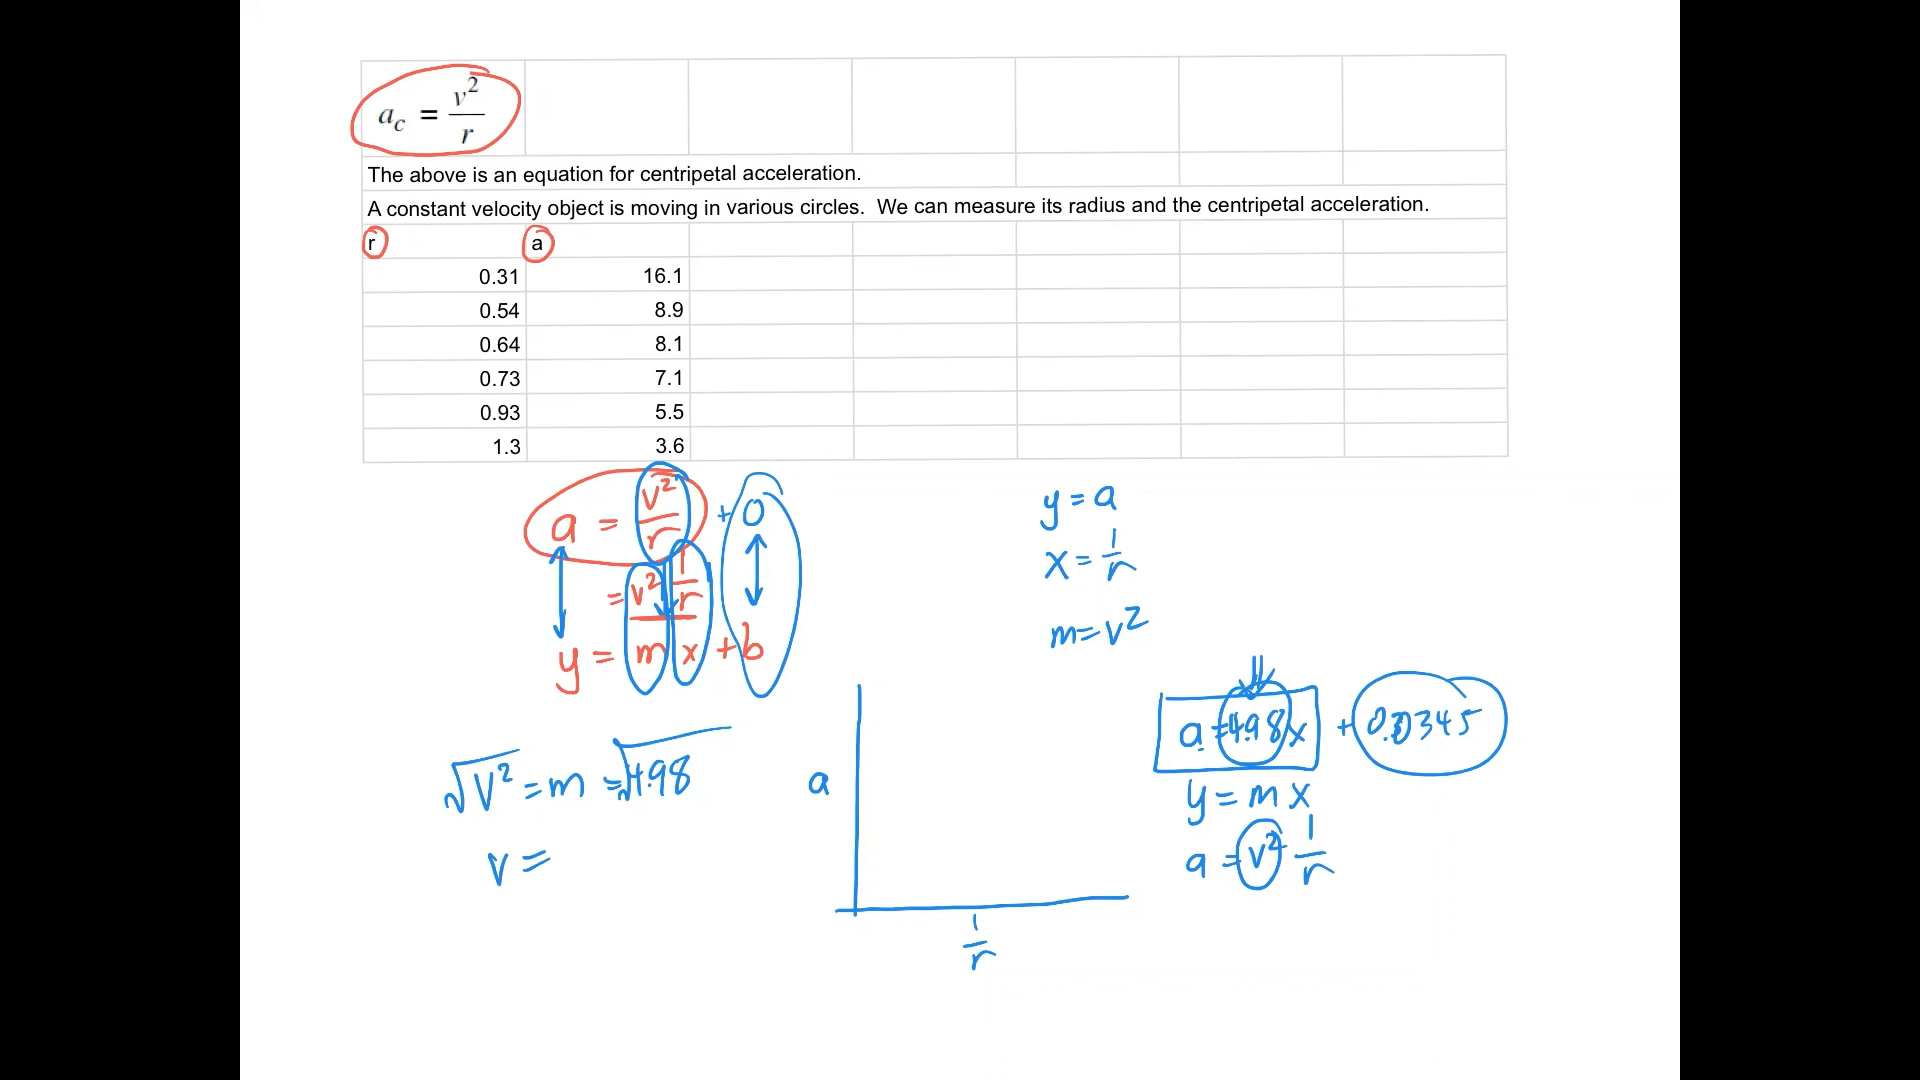 a_c = v²/r
The above is an equation for centripetal acceleration.
A constant velocity object is moving in various circles. We can measure its radius and the centripetal acceleration.
r a
0.31 16.1
0.54 8.9
0.64 8.1
0.73 7.1
0.93 5.5
1.3 3.6
a = v²/r + 0
= v² 1/r
y = m x + b
y = a
x = 1/r
m = v²
a = 4.98x + 0.0345
y = m x
a = v² 1/r
√v² = m = √4.98
v =
a
1/r